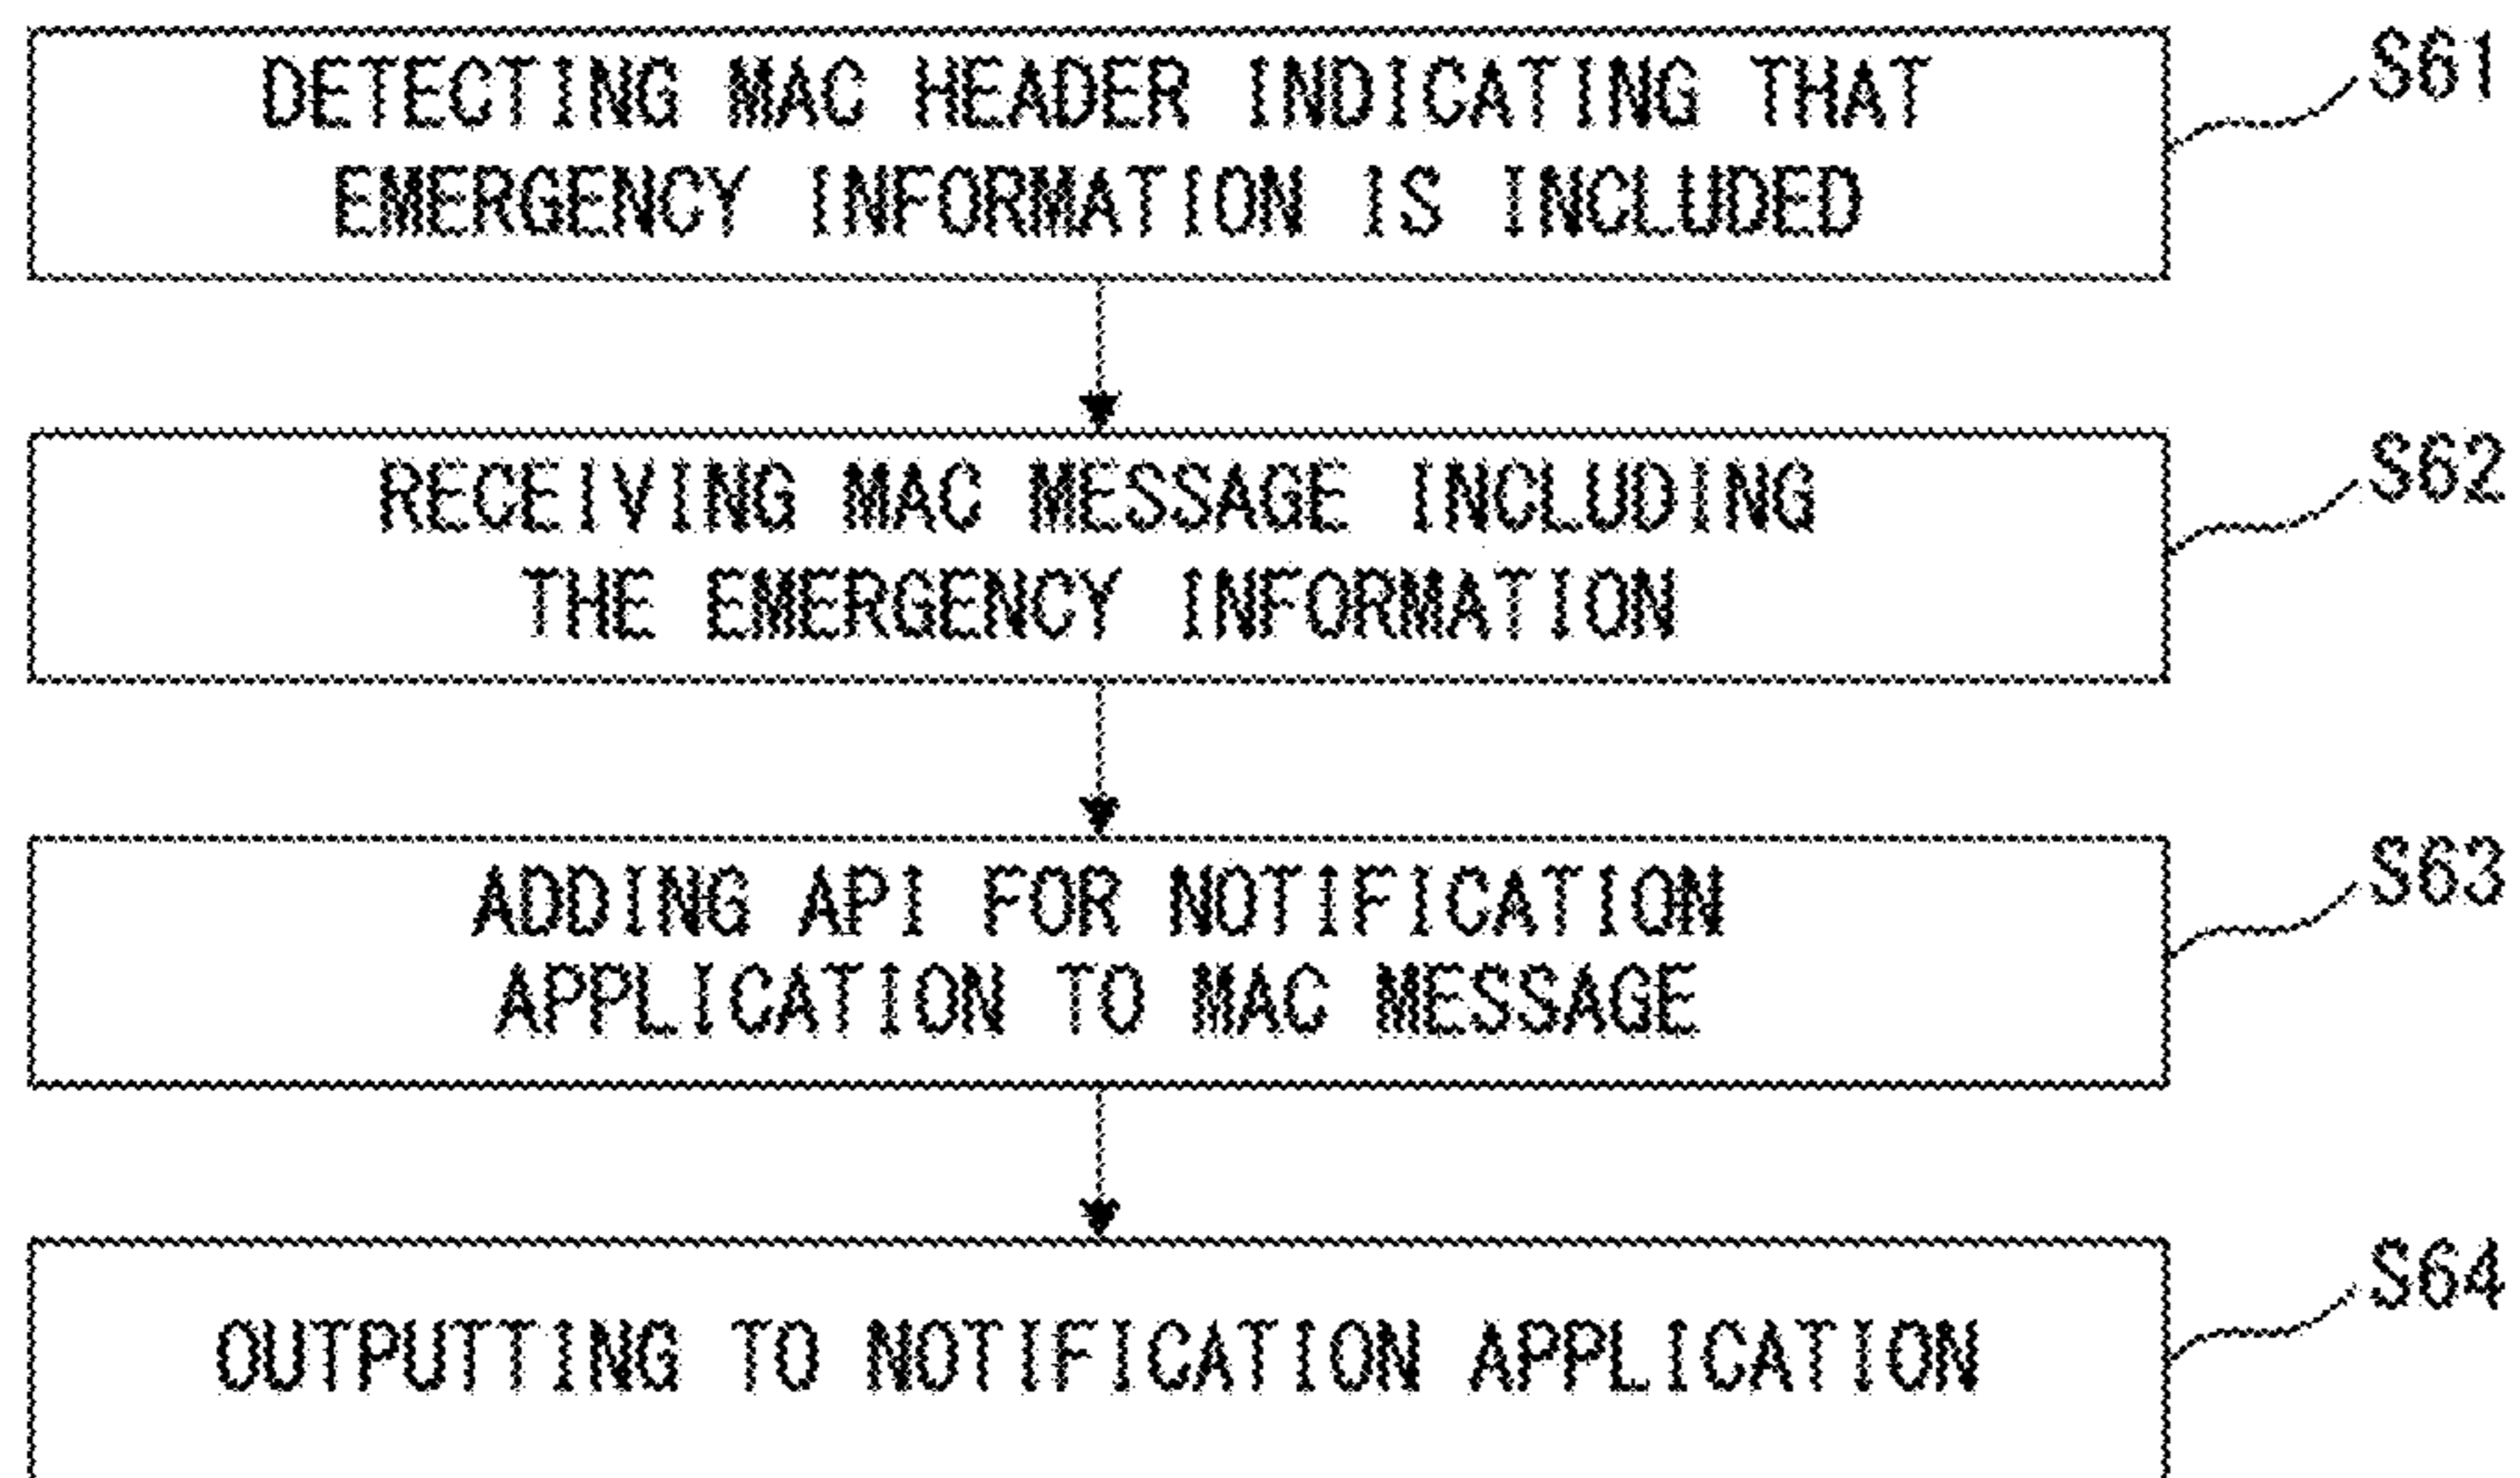 DETECTING MAC HEADER INDICATING THAT
EMERGENCY INFORMATION IS INCLUDED
S61
RECEIVING MAC MESSAGE INCLUDING
THE EMERGENCY INFORMATION
S62
ADDING API FOR NOTIFICATION
APPLICATION TO MAC MESSAGE
S63
OUTPUTTING TO NOTIFICATION APPLICATION
S64